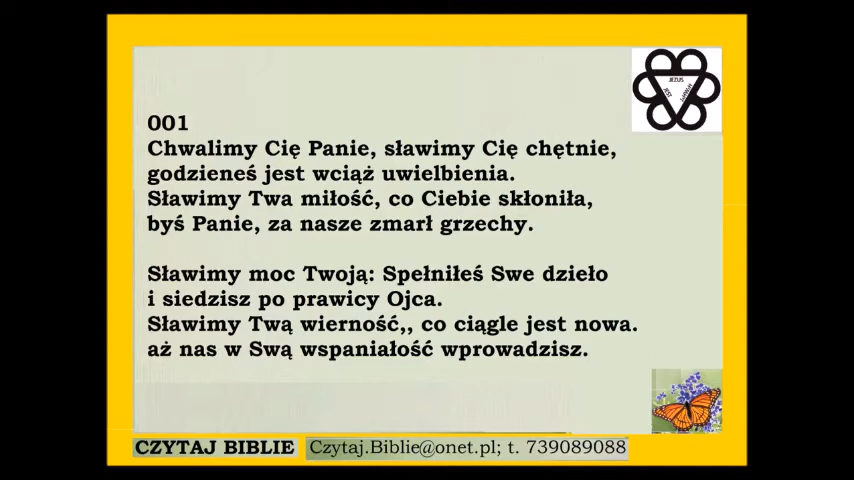 JEZUS
JEST
PANEM
001
Chwalimy Cię Panie, sławimy Cię chętnie,
godzieneś jest wciąż uwielbienia.
Sławimy Twa miłość, co Ciebie skłoniła,
byś Panie, za nasze zmarł grzechy.
Sławimy moc Twoją: Spełniłeś Swe dzieło
i siedzisz po prawicy Ojca.
Sławimy Twą wierność,, co ciągle jest nowa.
aż nas w Swą wspaniałość wprowadzisz.
CZYTAJ BIBLIE Czytaj.Biblie@onet.pl; t. 739089088